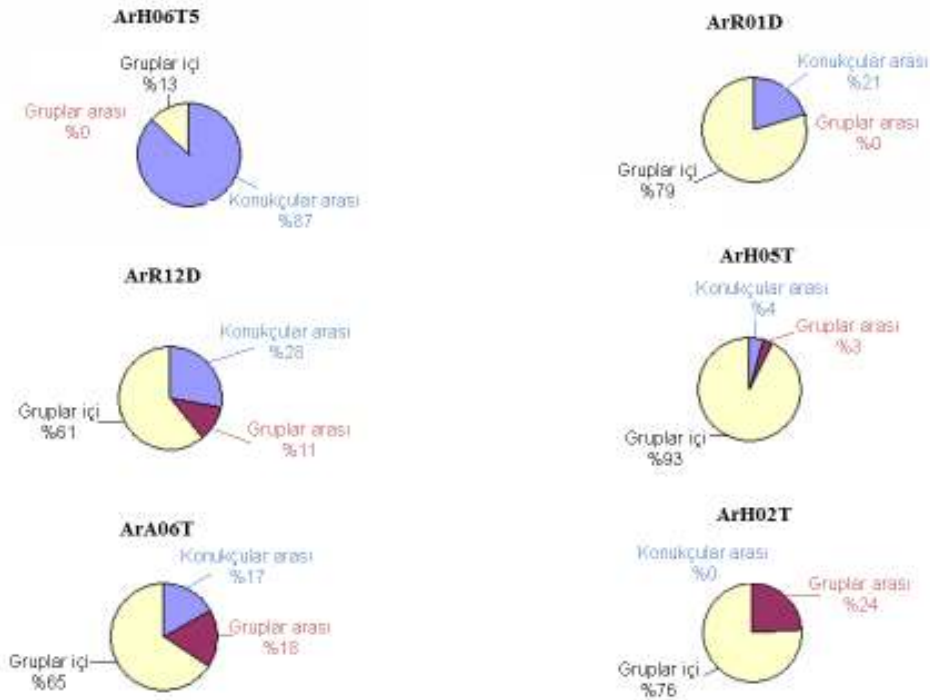 ArH06T5
Gruplar içi
%13
Gruplar arası
%0
Konukçular arası
%87
ArR01D
Konukçular arası
%21
Gruplar arası
%0
Gruplar içi
%79
ArR12D
Konukçular arası
%28
Gruplar içi
%61
Gruplar arası
%11
ArH05T
Konukçular arası
%4
Gruplar arası
%3
Gruplar içi
%93
ArA06T
Konukçular arası
%17
Gruplar arası
%18
Gruplar içi
%65
ArH02T
Konukçular arası
%0
Gruplar arası
%24
Gruplar içi
%76